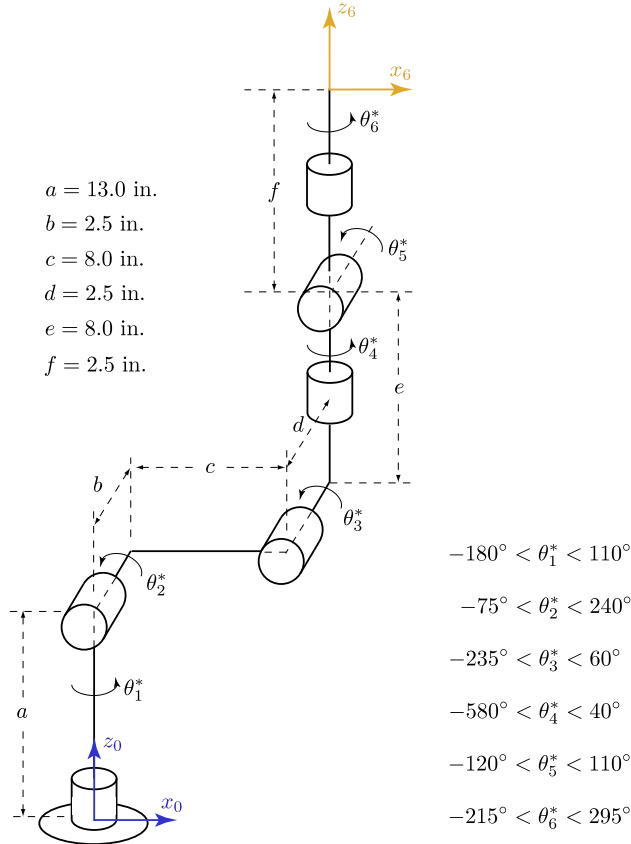 z₆
x₆
θ₆*
f
a = 13.0 in.
b = 2.5 in.
c = 8.0 in.
d = 2.5 in.
e = 8.0 in.
f = 2.5 in.
θ₅*
θ₄*
e
d
c
b
θ₃*
θ₂*
θ₁*
a
z₀
x₀
−180° < θ₁* < 110°
−75° < θ₂* < 240°
−235° < θ₃* < 60°
−580° < θ₄* < 40°
−120° < θ₅* < 110°
−215° < θ₆* < 295°